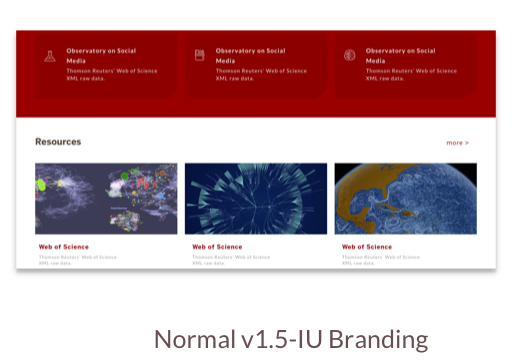 Observatory on Social
Media
Thomson Reuters' Web of Science
XML raw data.
Observatory on Social
Media
Thomson Reuters' Web of Science
XML raw data.
Observatory on Social
Media
Thomson Reuters' Web of Science
XML raw data.
Resources
more >
Web of Science
Thomson Reuters' Web of Science
XML raw data.
Web of Science
Thomson Reuters' Web of Science
XML raw data.
Web of Science
Thomson Reuters' Web of Science
XML raw data.
Normal v1.5-IU Branding